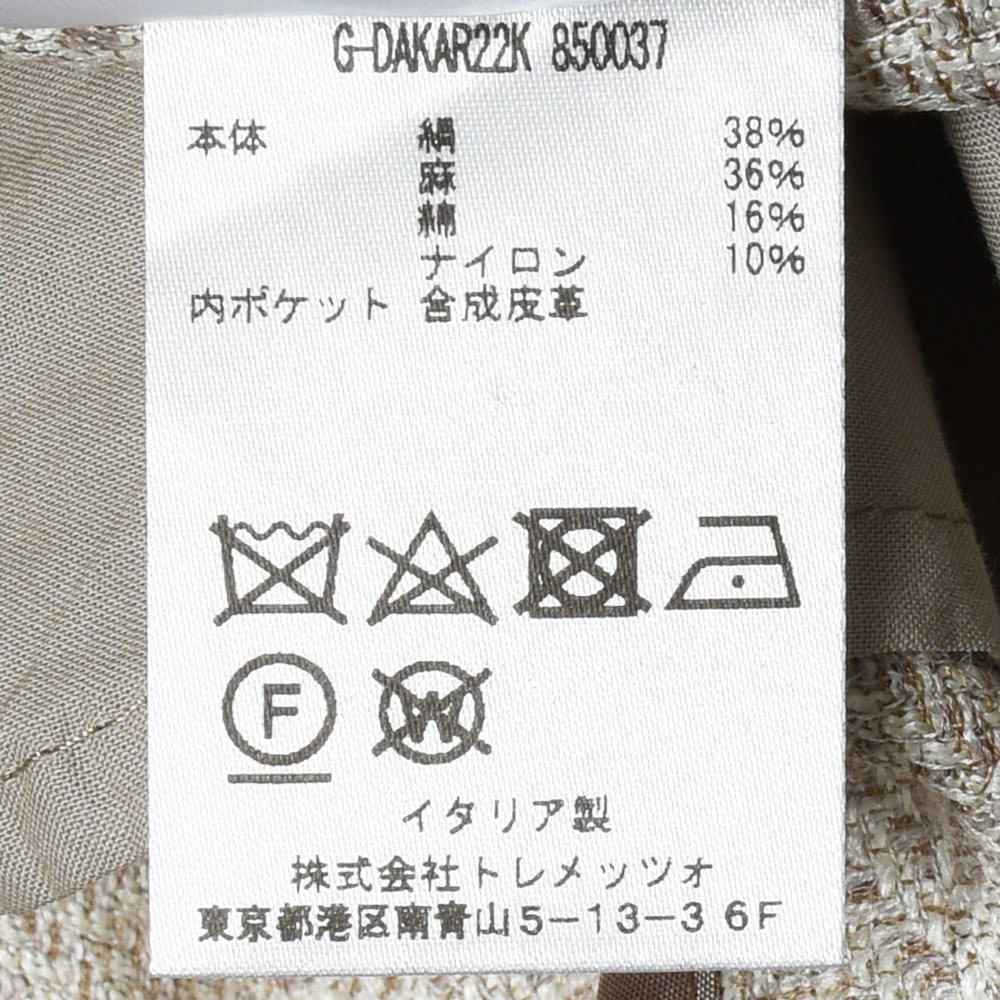 G-DAKAR22K 850037
本体 絹 38%
麻 36%
綿 16%
ナイロン 10%
内ポケット 合成皮革
F W
イタリア製
株式会社トレメッツォ
東京都港区南青山5-13-3 6F